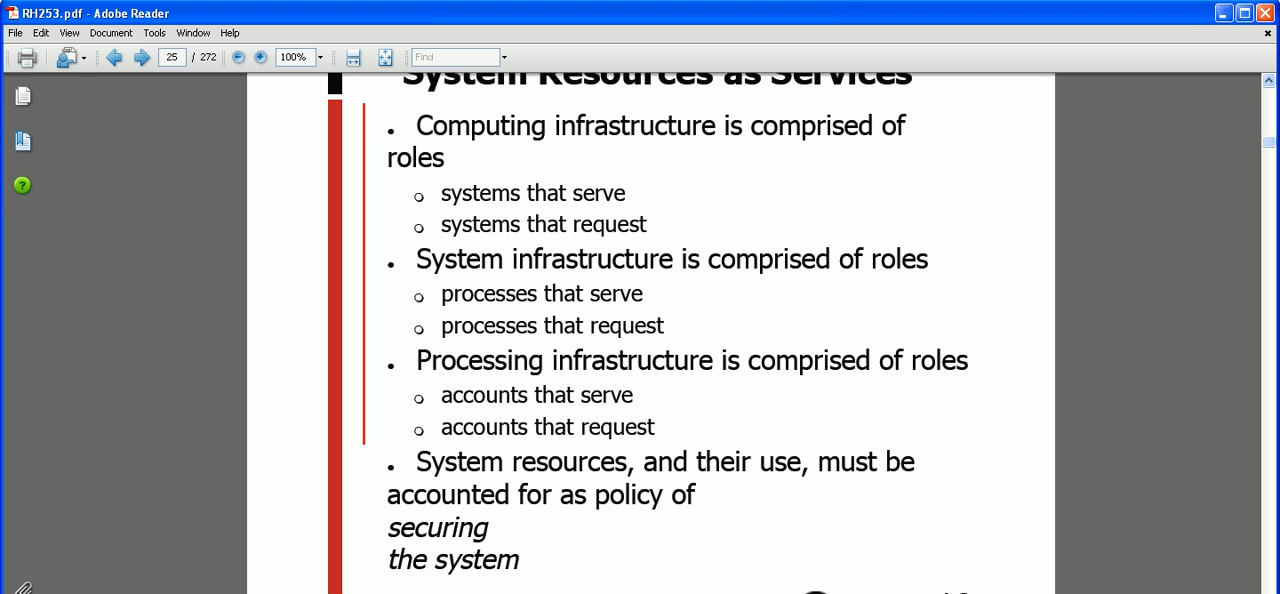 RH253.pdf - Adobe Reader
File Edit View Document Tools Window Help
25 / 272 100% Find
System Resources as Services
• Computing infrastructure is comprised of
roles
○ systems that serve
○ systems that request
• System infrastructure is comprised of roles
○ processes that serve
○ processes that request
• Processing infrastructure is comprised of roles
○ accounts that serve
○ accounts that request
• System resources, and their use, must be
accounted for as policy of
securing
the system